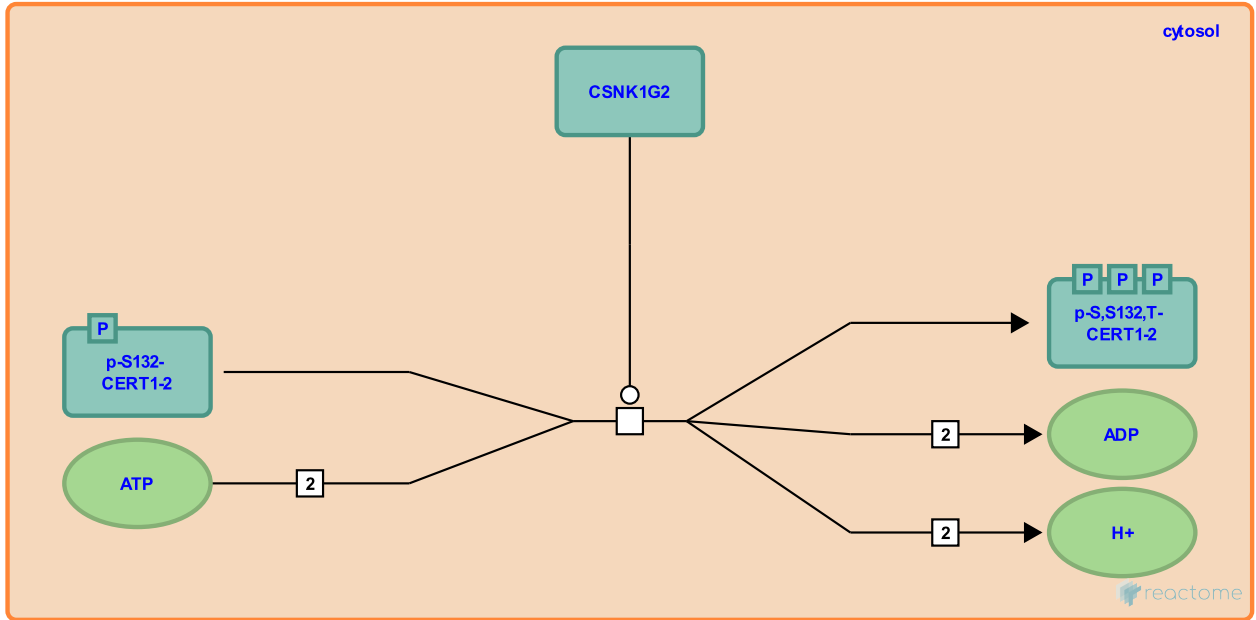 cytosol
CSNK1G2
P P P
p-S,S132,T-
CERT1-2
P
p-S132-
CERT1-2
2
ADP
ATP
2
2
H+
reactome